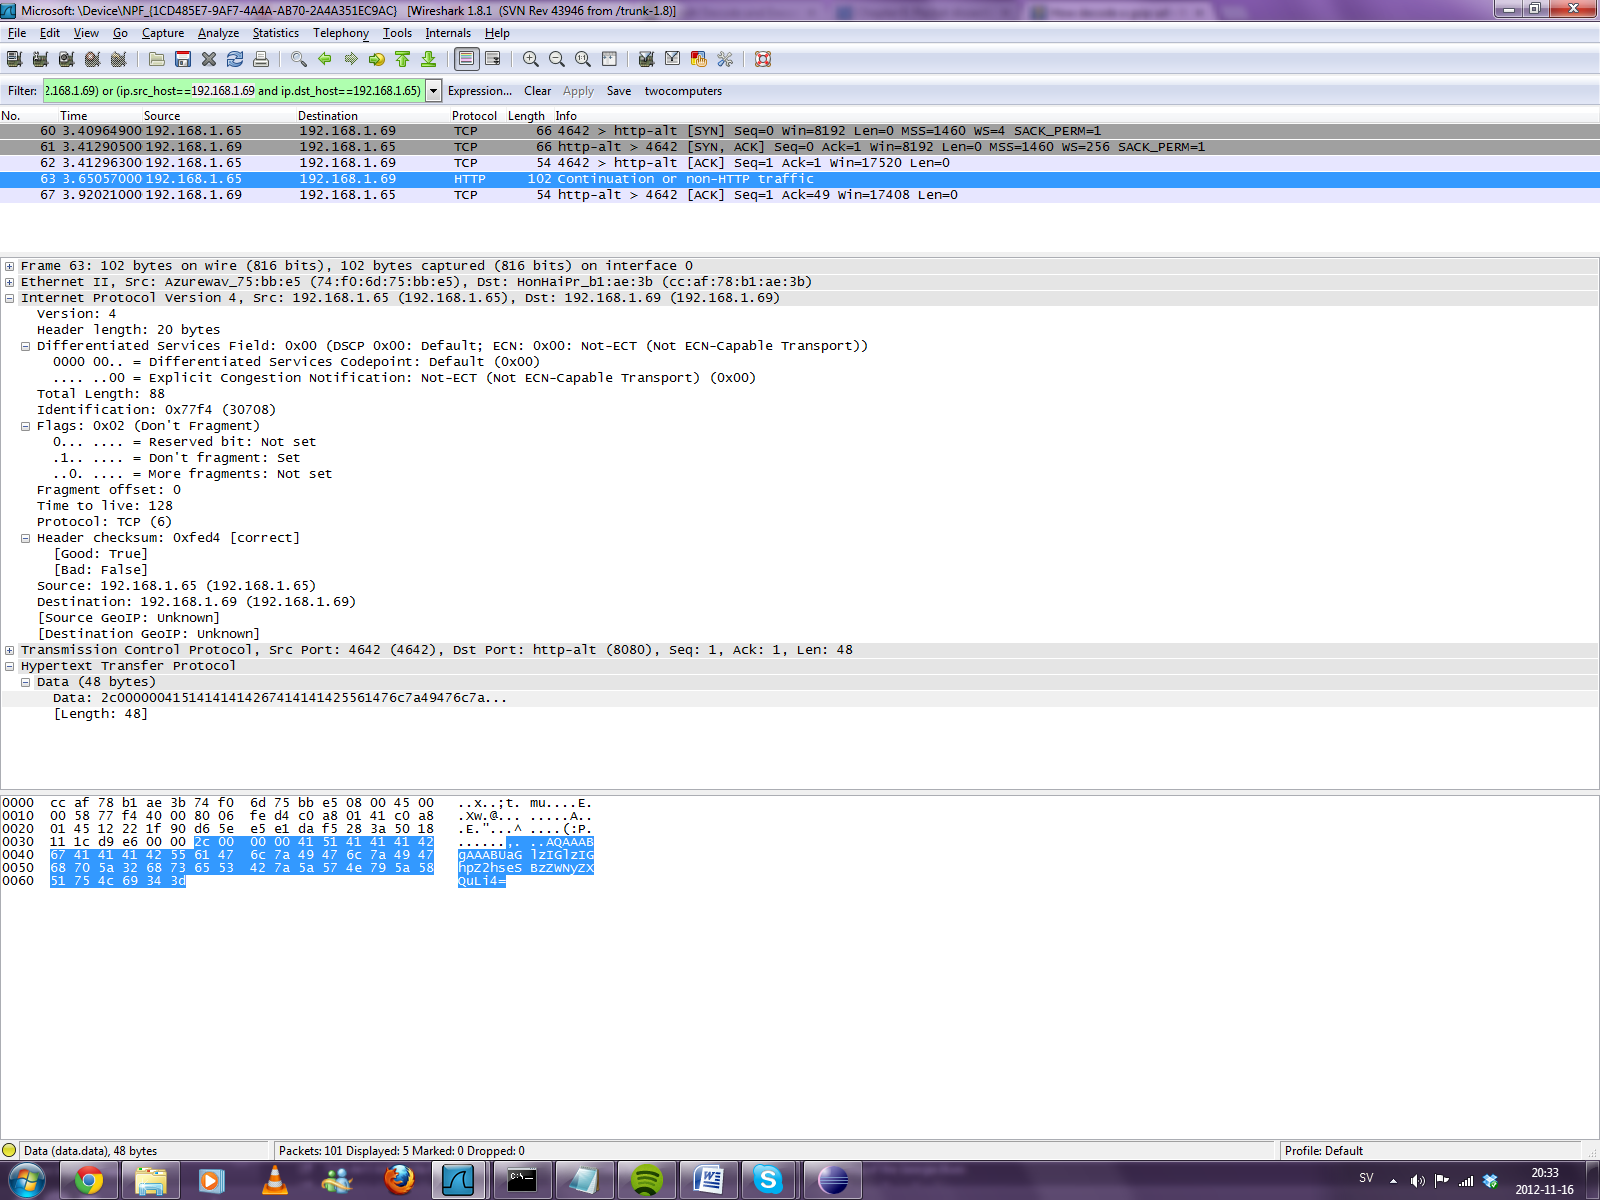 Microsoft: \Device\NPF_{1CD485E7-9AF7-4A4A-AB70-2A4A351EC9AC} [Wireshark 1.8.1 (SVN Rev 43946 from /trunk-1.8)]
File Edit View Go Capture Analyze Statistics Telephony Tools Internals Help
Filter: 2.168.1.69) or (ip.src_host==192.168.1.69 and ip.dst_host==192.168.1.65) Expression... Clear Apply Save twocomputers
No. Time Source Destination Protocol Length Info
60 3.40964900 192.168.1.65 192.168.1.69 TCP 66 4642 > http-alt [SYN] Seq=0 Win=8192 Len=0 MSS=1460 WS=4 SACK_PERM=1
61 3.41290500 192.168.1.69 192.168.1.65 TCP 66 http-alt > 4642 [SYN, ACK] Seq=0 Ack=1 Win=8192 Len=0 MSS=1460 WS=256 SACK_PERM=1
62 3.41296300 192.168.1.65 192.168.1.69 TCP 54 4642 > http-alt [ACK] Seq=1 Ack=1 Win=17520 Len=0
63 3.65057000 192.168.1.65 192.168.1.69 HTTP 102 Continuation or non-HTTP traffic
67 3.92021000 192.168.1.69 192.168.1.65 TCP 54 http-alt > 4642 [ACK] Seq=1 Ack=49 Win=17408 Len=0
Frame 63: 102 bytes on wire (816 bits), 102 bytes captured (816 bits) on interface 0
Ethernet II, Src: Azurewav_75:bb:e5 (74:f0:6d:75:bb:e5), Dst: HonHaiPr_b1:ae:3b (cc:af:78:b1:ae:3b)
Internet Protocol Version 4, Src: 192.168.1.65 (192.168.1.65), Dst: 192.168.1.69 (192.168.1.69)
Version: 4
Header length: 20 bytes
Differentiated Services Field: 0x00 (DSCP 0x00: Default; ECN: 0x00: Not-ECT (Not ECN-Capable Transport))
0000 00.. = Differentiated Services Codepoint: Default (0x00)
.... ..00 = Explicit Congestion Notification: Not-ECT (Not ECN-Capable Transport) (0x00)
Total Length: 88
Identification: 0x77f4 (30708)
Flags: 0x02 (Don't Fragment)
0... .... = Reserved bit: Not set
.1.. .... = Don't fragment: Set
..0. .... = More fragments: Not set
Fragment offset: 0
Time to live: 128
Protocol: TCP (6)
Header checksum: 0xfed4 [correct]
[Good: True]
[Bad: False]
Source: 192.168.1.65 (192.168.1.65)
Destination: 192.168.1.69 (192.168.1.69)
[Source GeoIP: Unknown]
[Destination GeoIP: Unknown]
Transmission Control Protocol, Src Port: 4642 (4642), Dst Port: http-alt (8080), Seq: 1, Ack: 1, Len: 48
Hypertext Transfer Protocol
Data (48 bytes)
Data: 2c00000041514141414267414141425561476c7a49476c7a...
[Length: 48]
0000 cc af 78 b1 ae 3b 74 f0 6d 75 bb e5 08 00 45 00 ..x..;t. mu....E.
0010 00 58 77 f4 40 00 80 06 fe d4 c0 a8 01 41 c0 a8 .Xw.@... .....A..
0020 01 45 12 22 1f 90 d6 5e e5 e1 da f5 28 3a 50 18 .E."...^ ....(:P.
0030 11 1c d9 e6 00 00 2c 00 00 00 41 51 41 41 41 42 ......,. ..AQAAAB
0040 67 41 41 41 42 55 61 47 6c 7a 49 47 6c 7a 49 47 gAAABUaG lzIGlzIG
0050 68 70 5a 32 68 73 65 53 42 7a 5a 57 4e 79 5a 58 hpZ2hseS BzZWNyZX
0060 51 75 4c 69 34 3d QuLi4=
Data (data.data), 48 bytes Packets: 101 Displayed: 5 Marked: 0 Dropped: 0 Profile: Default
SV 20:33
2012-11-16